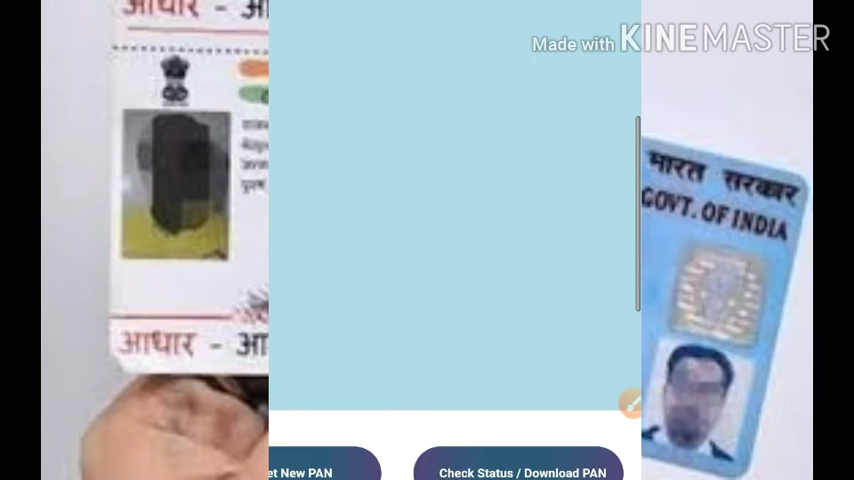 Made with KINEMASTER
आधार - आ
भारत सरकार
GOVT. OF INDIA
पुरुष
आधार - आ
et New PAN
Check Status / Download PAN